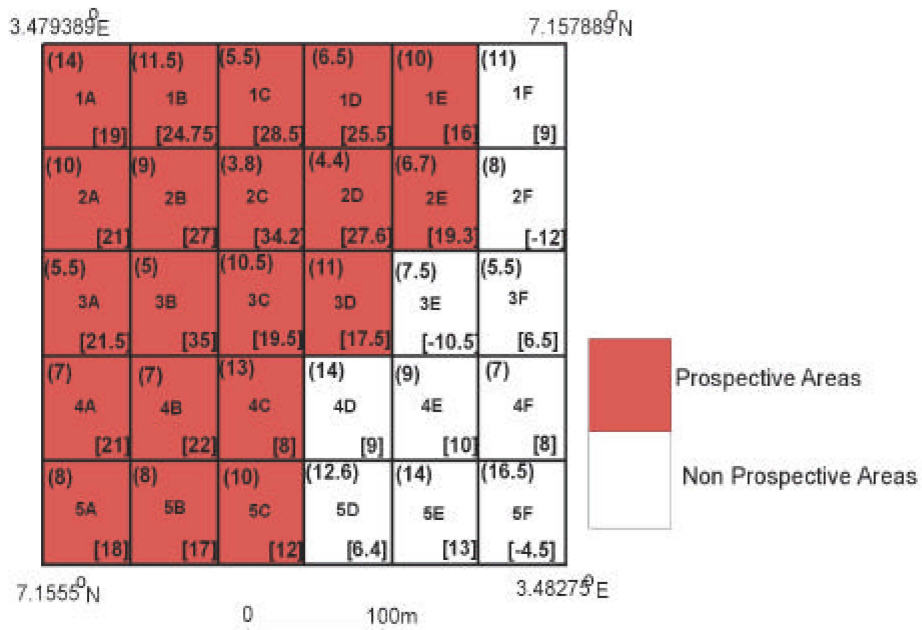 3.479389°E 7.157889°N
(14) (11.5) (5.5) (6.5) (10) (11)
1A 1B 1C 1D 1E 1F
[19] [24.75] [28.5] [25.5] [16] [9]
(10) (9) (3.8) (4.4) (6.7) (8)
2A 2B 2C 2D 2E 2F
[21] [27] [34.2] [27.6] [19.3] [-12]
(5.5) (5) (10.5) (11) (7.5) (5.5)
3A 3B 3C 3D 3E 3F
[21.5] [35] [19.5] [17.5] [-10.5] [6.5]
(7) (7) (13) (14) (9) (7)
4A 4B 4C 4D 4E 4F
[21] [22] [8] [9] [10] [8]
(8) (8) (10) (12.6) (14) (16.5)
5A 5B 5C 5D 5E 5F
[18] [17] [12] [6.4] [13] [-4.5]
7.1555°N 3.48275°E
0 100m
Prospective Areas
Non Prospective Areas